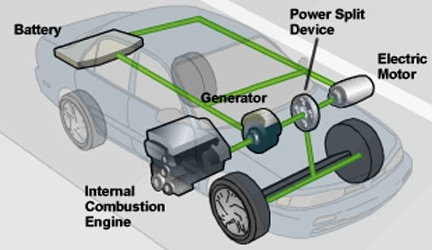 Battery
Power Split
Device
Electric
Motor
Generator
Internal
Combustion
Engine